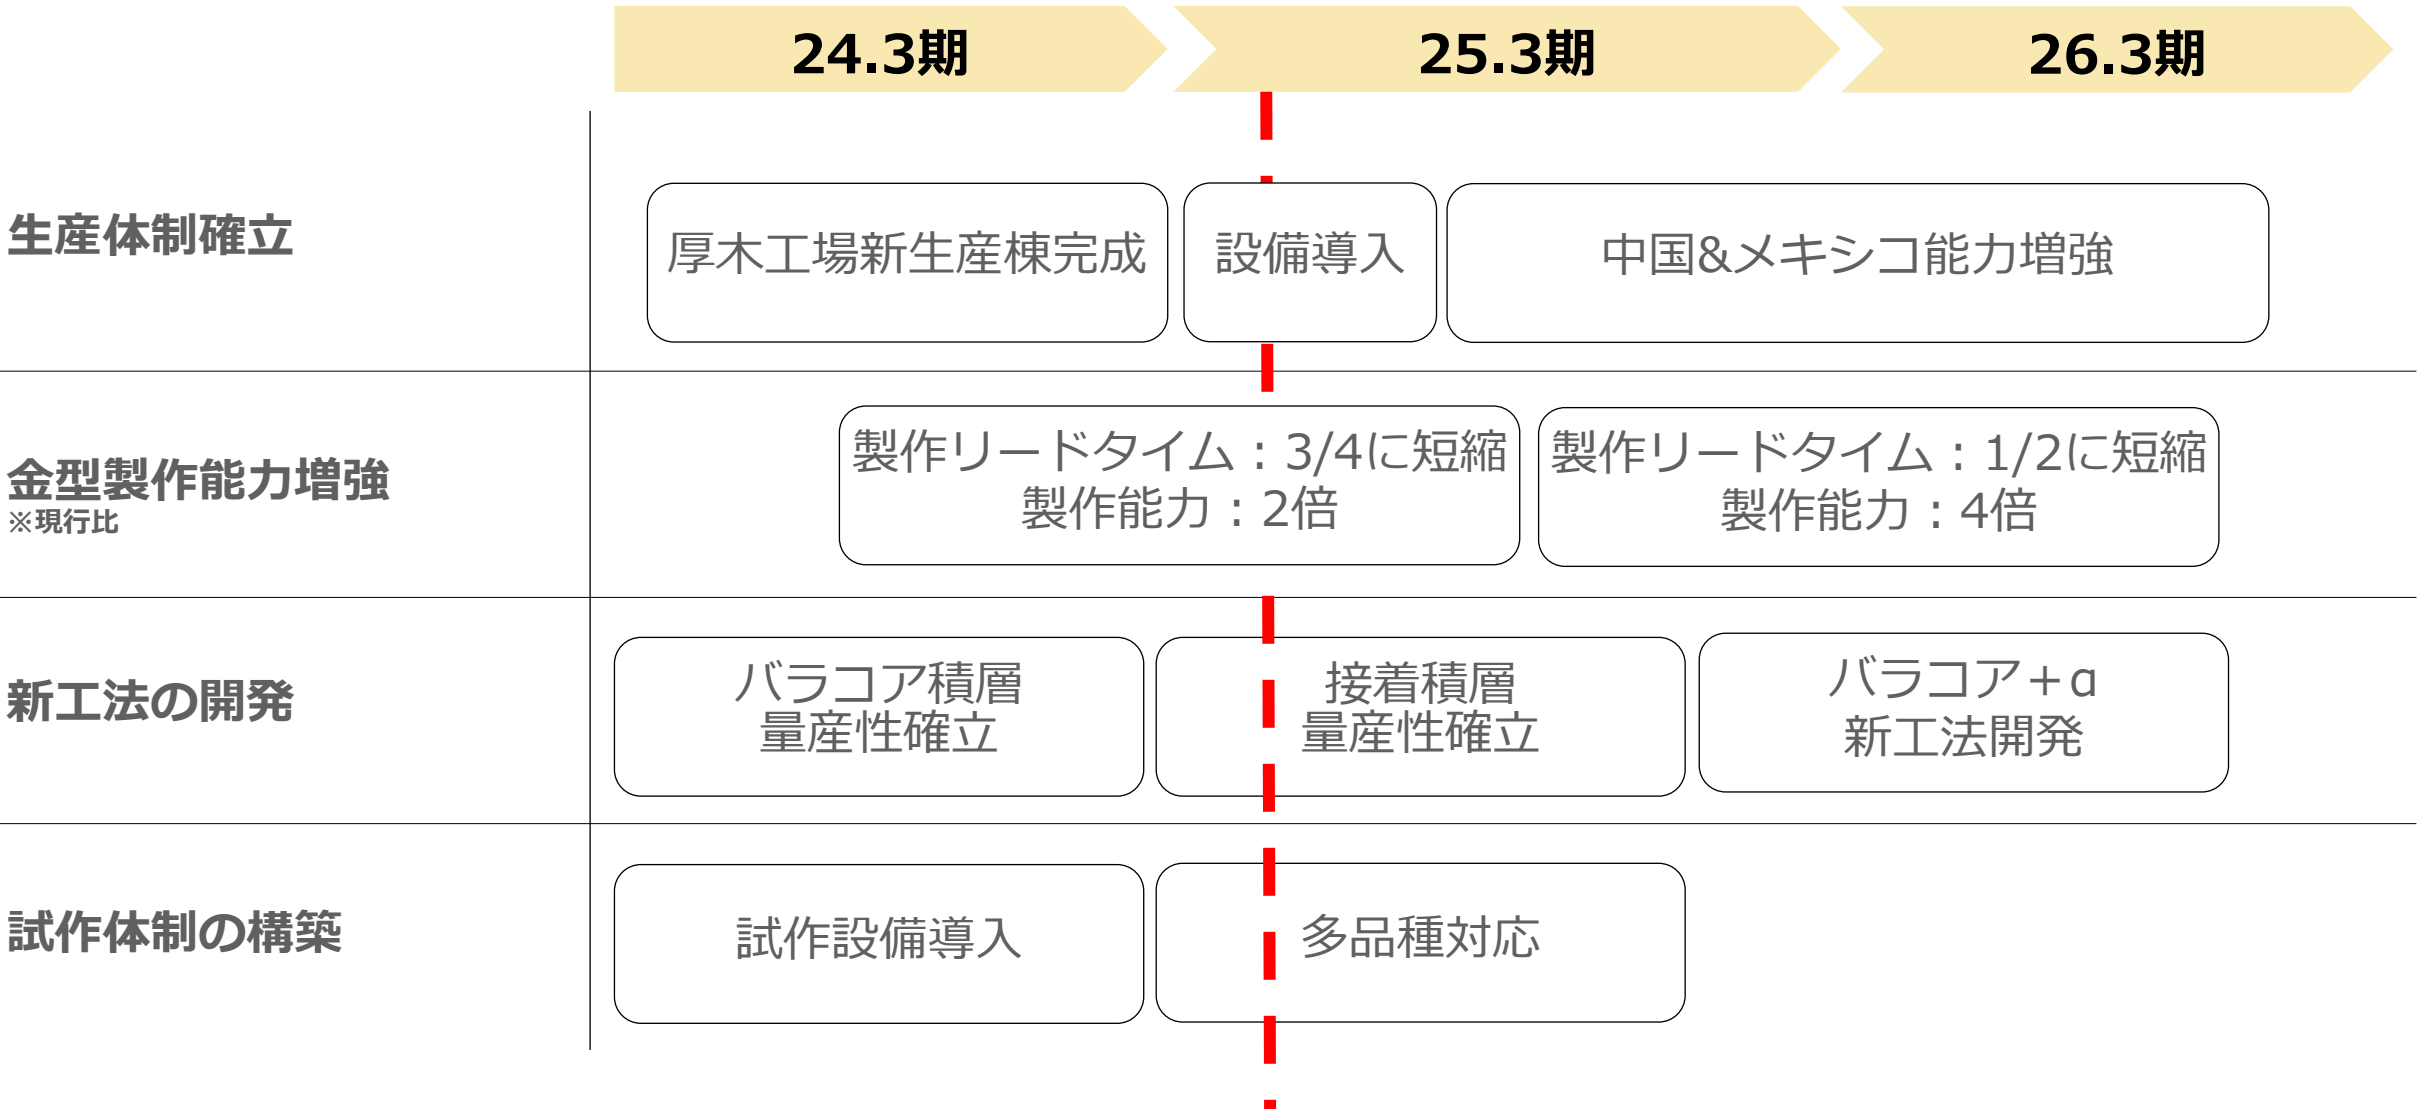 24.3期
25.3期
26.3期
生産体制確立
厚木工場新生産棟完成
設備導入
中国&メキシコ能力増強
金型製作能力増強
※現行比
製作リードタイム：3/4に短縮
製作能力：2倍
製作リードタイム：1/2に短縮
製作能力：4倍
新工法の開発
バラコア積層
量産性確立
接着積層
量産性確立
バラコア＋α
新工法開発
試作体制の構築
試作設備導入
多品種対応